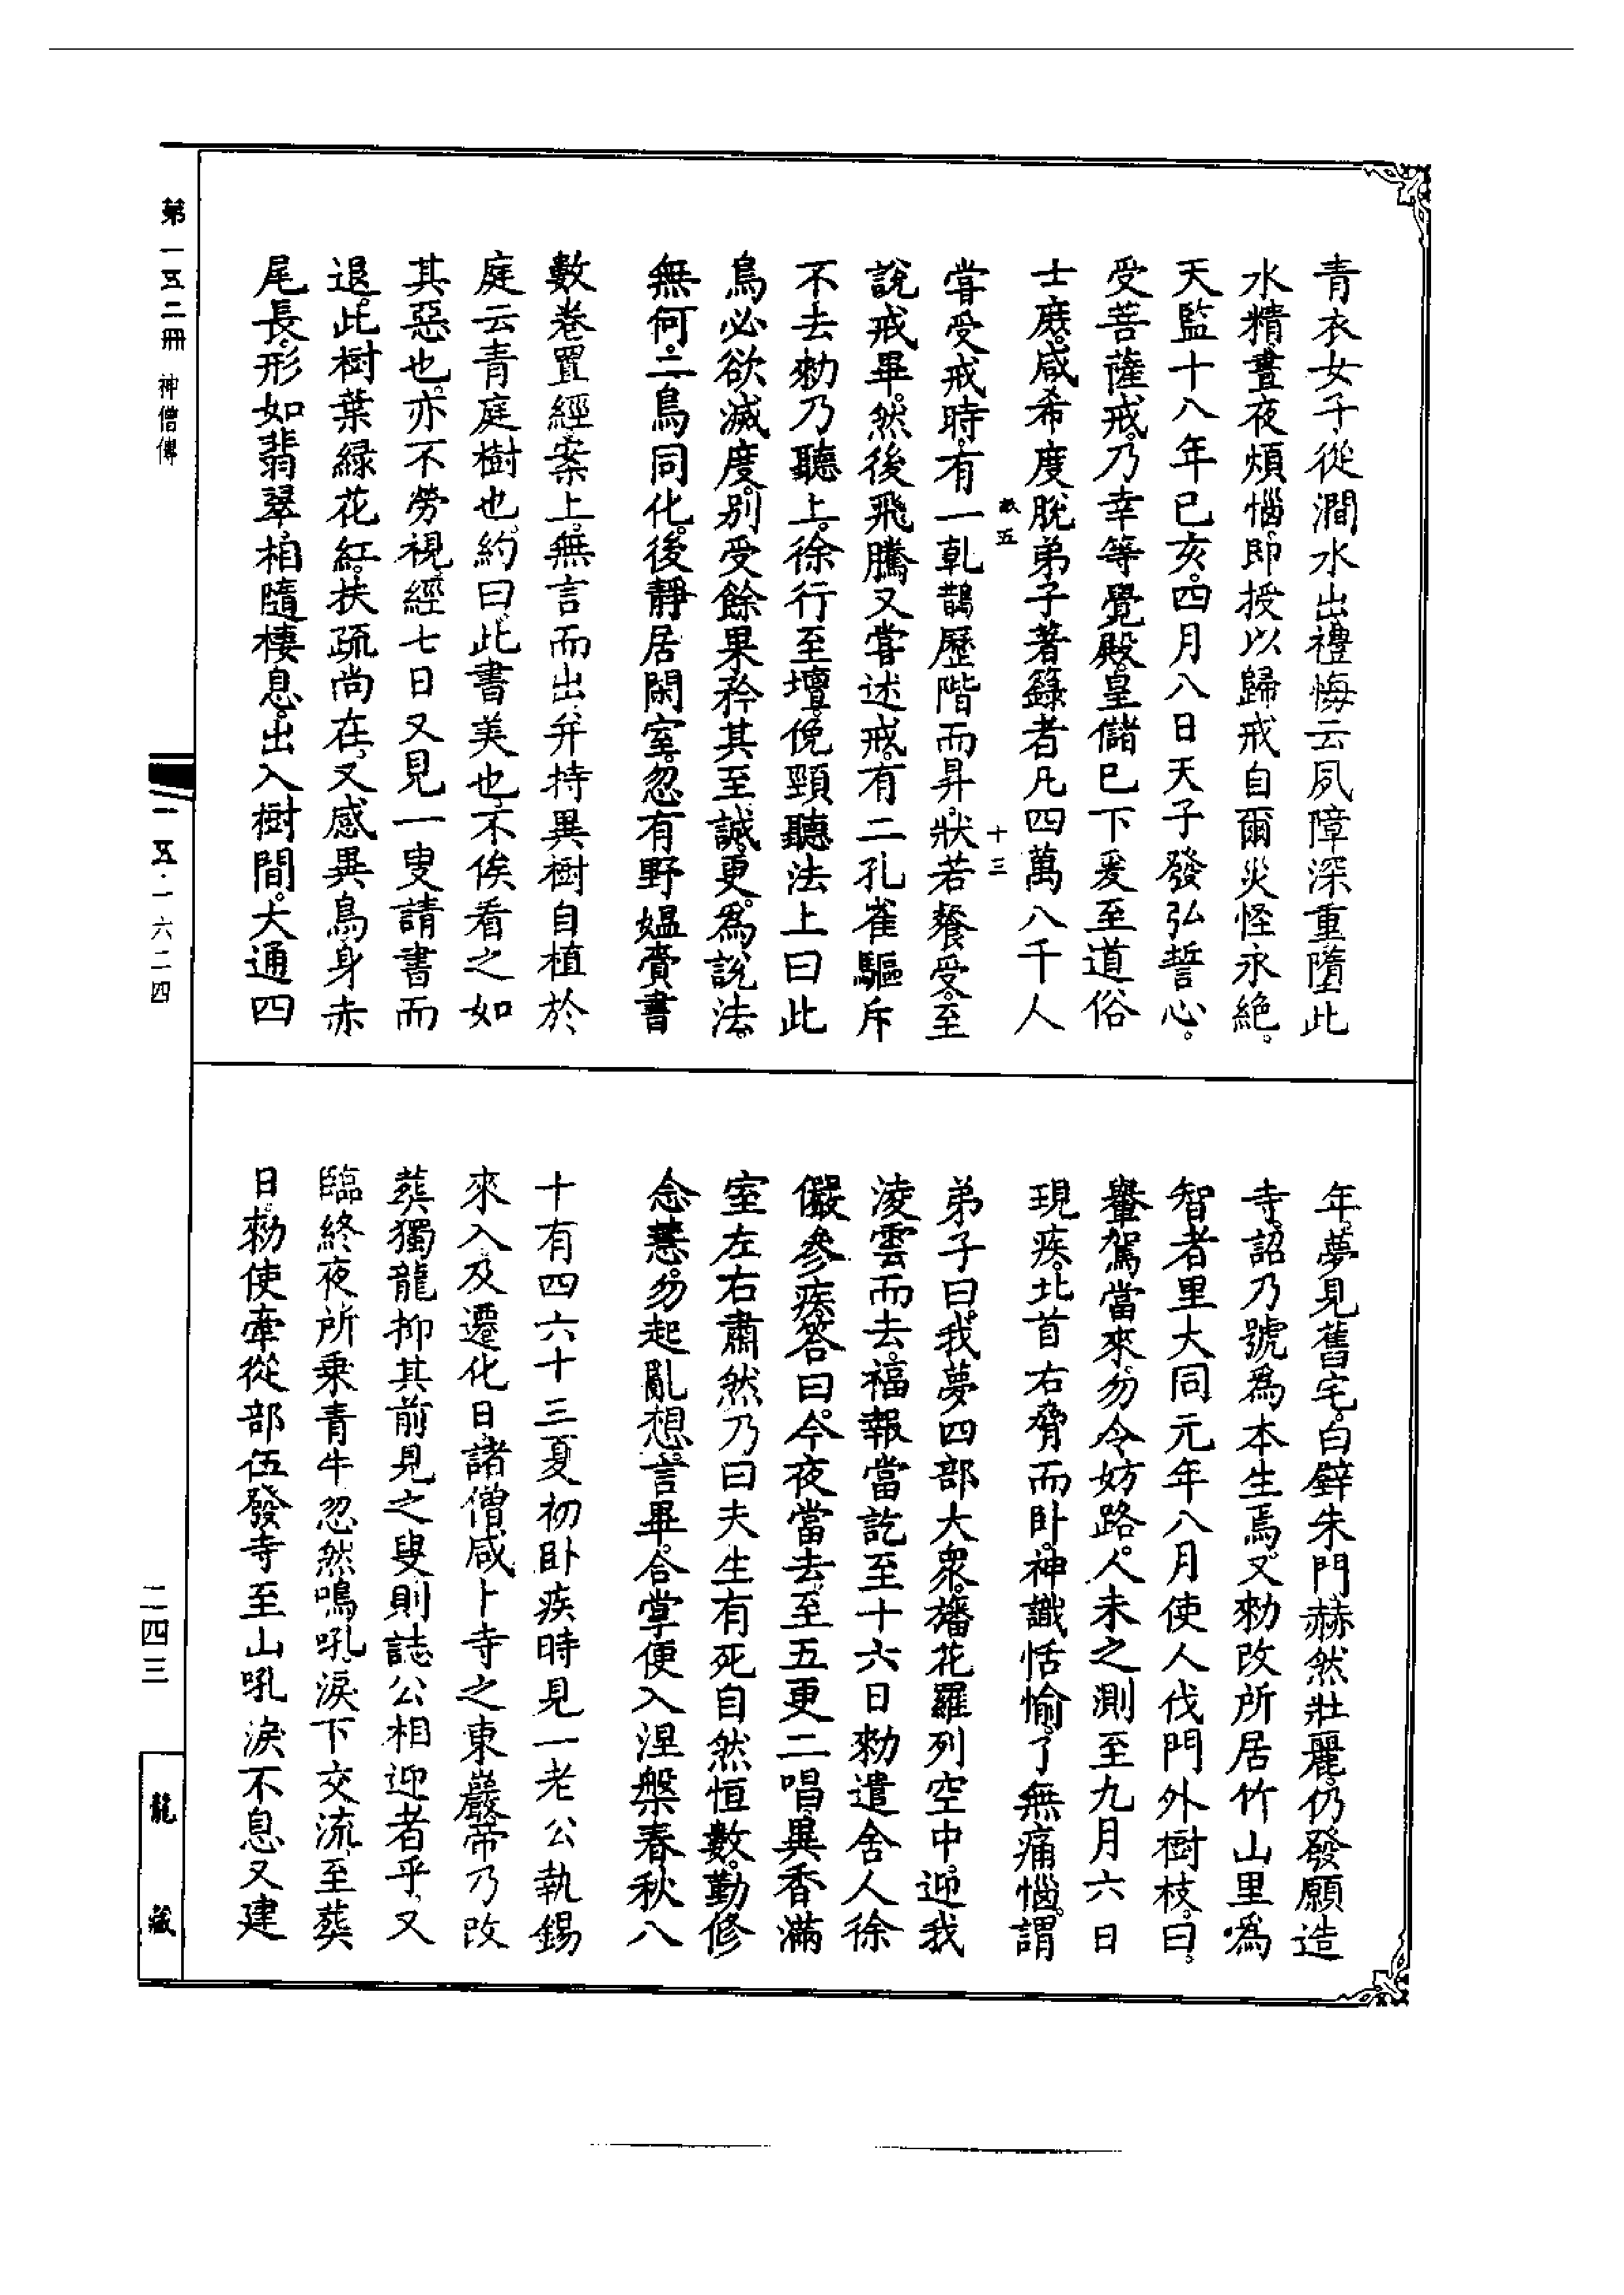 青衣女子從澗水出禮悔云夙障深重墮此
水精晝夜煩惱即授以歸戒自爾災怪永絕。
天監十八年已亥。四月八日天子發弘誓心。
受菩薩戒。乃幸等覺殿。皇儲已下爰至道俗
士庶。咸希度脫弟子著籙者凡四萬八千人
嘗受戒時。有一乹鵲歷階而昇狀若飱受。至
說戒畢。然後飛騰又嘗述戒。有二孔雀驅斥
不去勑乃聽上。徐行至壇。俛頸聽法上曰此
鳥必欲滅度。別受餘果矜其至誠。更。為說法。
無何。二鳥同化。後靜居閑室。忽有野媪賫書
數卷置經案上。無言而出。并持異樹自植於
庭云青庭樹也。約曰此書美也。不俟看之如
其惡也。亦不勞視。經七日又見一叟請書而
退。此樹葉綠花紅。扶疏尚在。又感異鳥身赤
尾長形如翡翠。相隨棲息。出入樹間。大通四
年。夢見舊宅。白壁朱門赫然壯麗。仍發願造
寺。詔乃號為本生焉。又勑改所居竹山里為
智者里大同元年八月使人伐門外樹枝。曰。
轝駕當來。勿令妨路。人未之測至九月六日
現疾。北首右脅而卧。神識恬愉。了無痛惱。謂
弟子曰。我夢四部大衆。旛花羅列空中。迎我
淩雲而去。福報當訖至十六日勑遣舍人徐
儼參疾。答曰。今夜當去。至五更二唱。異香滿
室左右肅然乃曰夫生有死自然恒數。勤修
念慧。勿起亂想。言畢。合掌便入涅槃春秋八
十有四六十三夏初卧疾時見一老公執錫
來入及遷化日諸僧咸卜寺之東巖。帝乃改
葬獨龍抑其前見之叟則誌公相迎者乎。又
臨終夜所乘青牛忽然鳴吼。淚下交流。至葬
日。勑使牽從部伍發寺至山吼淚不息又建
十三
第一五二冊 神僧傳
一五·一六二四
二四三
龍藏